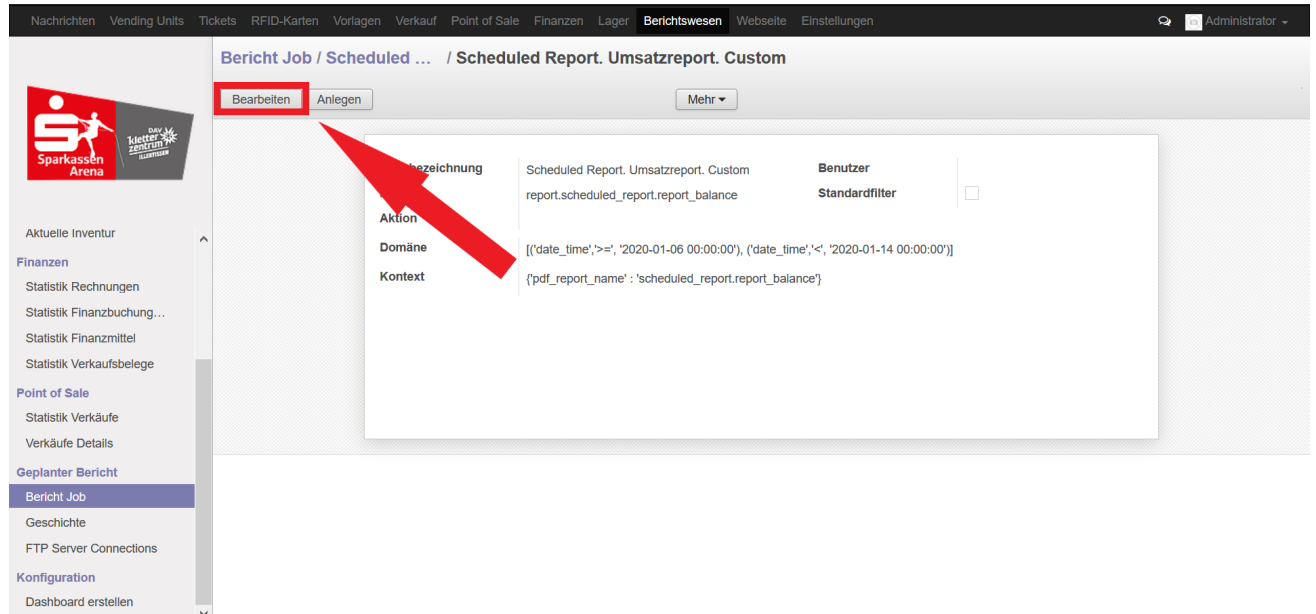 Nachrichten Vending Units Tickets RFID-Karten Vorlagen Verkauf Point of Sale Finanzen Lager Berichtswesen Webseite Einstellungen Administrator
Bericht Job / Scheduled … / Scheduled Report. Umsatzreport. Custom
Bearbeiten Anlegen Mehr
Sparkassen
Arena
DAV
kletter
zentrum
ILLERTISSEN
bezeichnung Scheduled Report. Umsatzreport. Custom Benutzer
report.scheduled_report.report_balance Standardfilter
Aktion
Domäne [('date_time','>=', '2020-01-06 00:00:00'), ('date_time','<', '2020-01-14 00:00:00')]
Kontext {'pdf_report_name' : 'scheduled_report.report_balance'}
Aktuelle Inventur
Finanzen
Statistik Rechnungen
Statistik Finanzbuchung…
Statistik Finanzmittel
Statistik Verkaufsbelege
Point of Sale
Statistik Verkäufe
Verkäufe Details
Geplanter Bericht
Bericht Job
Geschichte
FTP Server Connections
Konfiguration
Dashboard erstellen